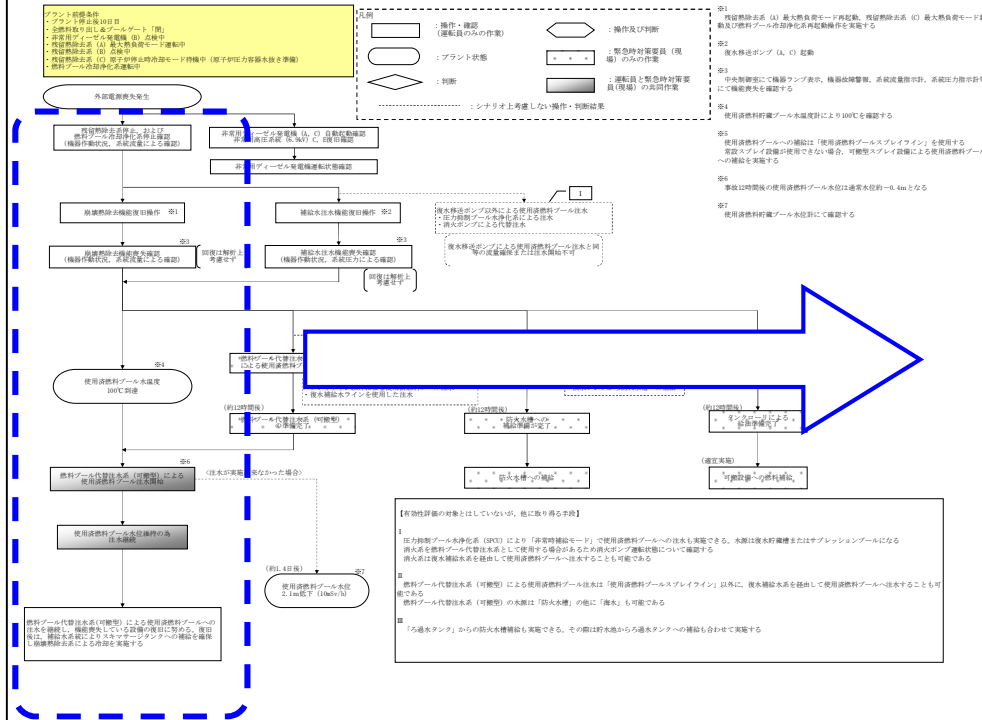 プラント前提条件
・プラント停止後10日目
・全燃料取り出し&プールゲート「閉」
・非常用ディーゼル発電機（B）点検中
・残留熱除去系（A）最大熱負荷モード運転中
・残留熱除去系（B）点検中
・残留熱除去系（C）原子炉停止時冷却モード待機中（原子炉圧力容器水抜き準備）
・燃料プール冷却浄化系運転中
凡例
：操作・確認
（運転員のみの作業）
：プラント状態
：判断
：操作及び判断
：緊急時対策要員（現
場）のみの作業
：運転員と緊急時対策要
員（現場）の共同作業
：シナリオ上考慮しない操作・判断結果
※1
残留熱除去系（A）最大熱負荷モード再起動，残留熱除去系（C）最大熱負荷モード起
動及び燃料プール冷却浄化系再起動操作を実施する
※2
復水移送ポンプ（A, C）起動
※3
中央制御室にて機器ランプ表示，機器故障警報，系統流量指示計，系統圧力指示計等
にて機能喪失を確認する
※4
使用済燃料貯蔵プール水温度計により100℃を確認する
※5
使用済燃料プールへの補給は「使用済燃料プールスプレイライン」を使用する
常設スプレイ設備が使用できない場合，可搬型スプレイ設備による使用済燃料プール
への補給を実施する
※6
事故12時間後の使用済燃料プール水位は通常水位約－0.4mとなる
※7
使用済燃料貯蔵プール水位計にて確認する
外部電源喪失発生
残留熱除去系停止，および
燃料プール冷却浄化系停止確認
（機器作動状況，系統流量による確認）
非常用ディーゼル発電機（A, C）自動起動確認
非常用高圧系統（6.9kV）C, E復旧確認
非常用ディーゼル発電機運転状態確認
崩壊熱除去機能復旧操作 ※1
補給水注水機能復旧操作 ※2
I
復水移送ポンプ以外による使用済燃料プール注水
・圧力抑制プール水浄化系による注水
・消火ポンプによる代替注水
※3
崩壊熱除去機能喪失確認
（機器作動状況，系統流量による確認）
回復は解析上
考慮せず
※3
補給水注水機能喪失確認
（機器作動状況，系統圧力による確認）
回復は解析上
考慮せず
復水移送ポンプによる使用済燃料プール注水と同
等の流量確保または注水開始不可
燃料プール代替注水
による使用済燃料プ
・復水補給水ラインを使用した注水
※4
使用済燃料プール水温度
100℃到達
（約12時間後）
燃料プール代替注水系（可搬型）
の準備完了
（約12時間後）
防火水槽への
補給準備が完了
（約12時間後）
タンクローリによる
給油準備完了
※6
燃料プール代替注水系（可搬型）による
使用済燃料プール注水開始
防火水槽への補給
（適宜実施）
可搬設備への燃料補給
使用済燃料プール水位維持の為
注水継続
（約1.4日後）
※7
使用済燃料プール水位
2.1m低下（10mSv/h）
燃料プール代替注水系(可搬型）による使用済燃料プールへの
注水を継続し，機能喪失している設備の復旧に努める。復旧
後は，補給水系統によりスキマサージタンクへの補給を確保
し崩壊熱除去系による冷却を実施する
【有効性評価の対象とはしていないが，他に取り得る手段】
Ⅰ
圧力抑制プール水浄化系（SPCU）により「非常時補給モード」で使用済燃料プールへの注水も実施できる。水源は復水貯蔵槽またはサプレッションプールになる
消火系を燃料プール代替注水系として使用する場合があるため消火ポンプ運転状態について確認する
消火系は復水補給水系を経由して使用済燃料プールへ注水することも可能である
Ⅱ
燃料プール代替注水系（可搬型）による使用済燃料プール注水は「使用済燃料プールスプレイライン」以外に，復水補給水系を経由して使用済燃料プールへ注水することも可
能である
燃料プール代替注水系（可搬型）の水源は「防火水槽」の他に「海水」も可能である
Ⅲ
「ろ過水タンク」からの防火水槽補給も実施できる。その際は貯水池からろ過水タンクへの補給も合わせて実施する